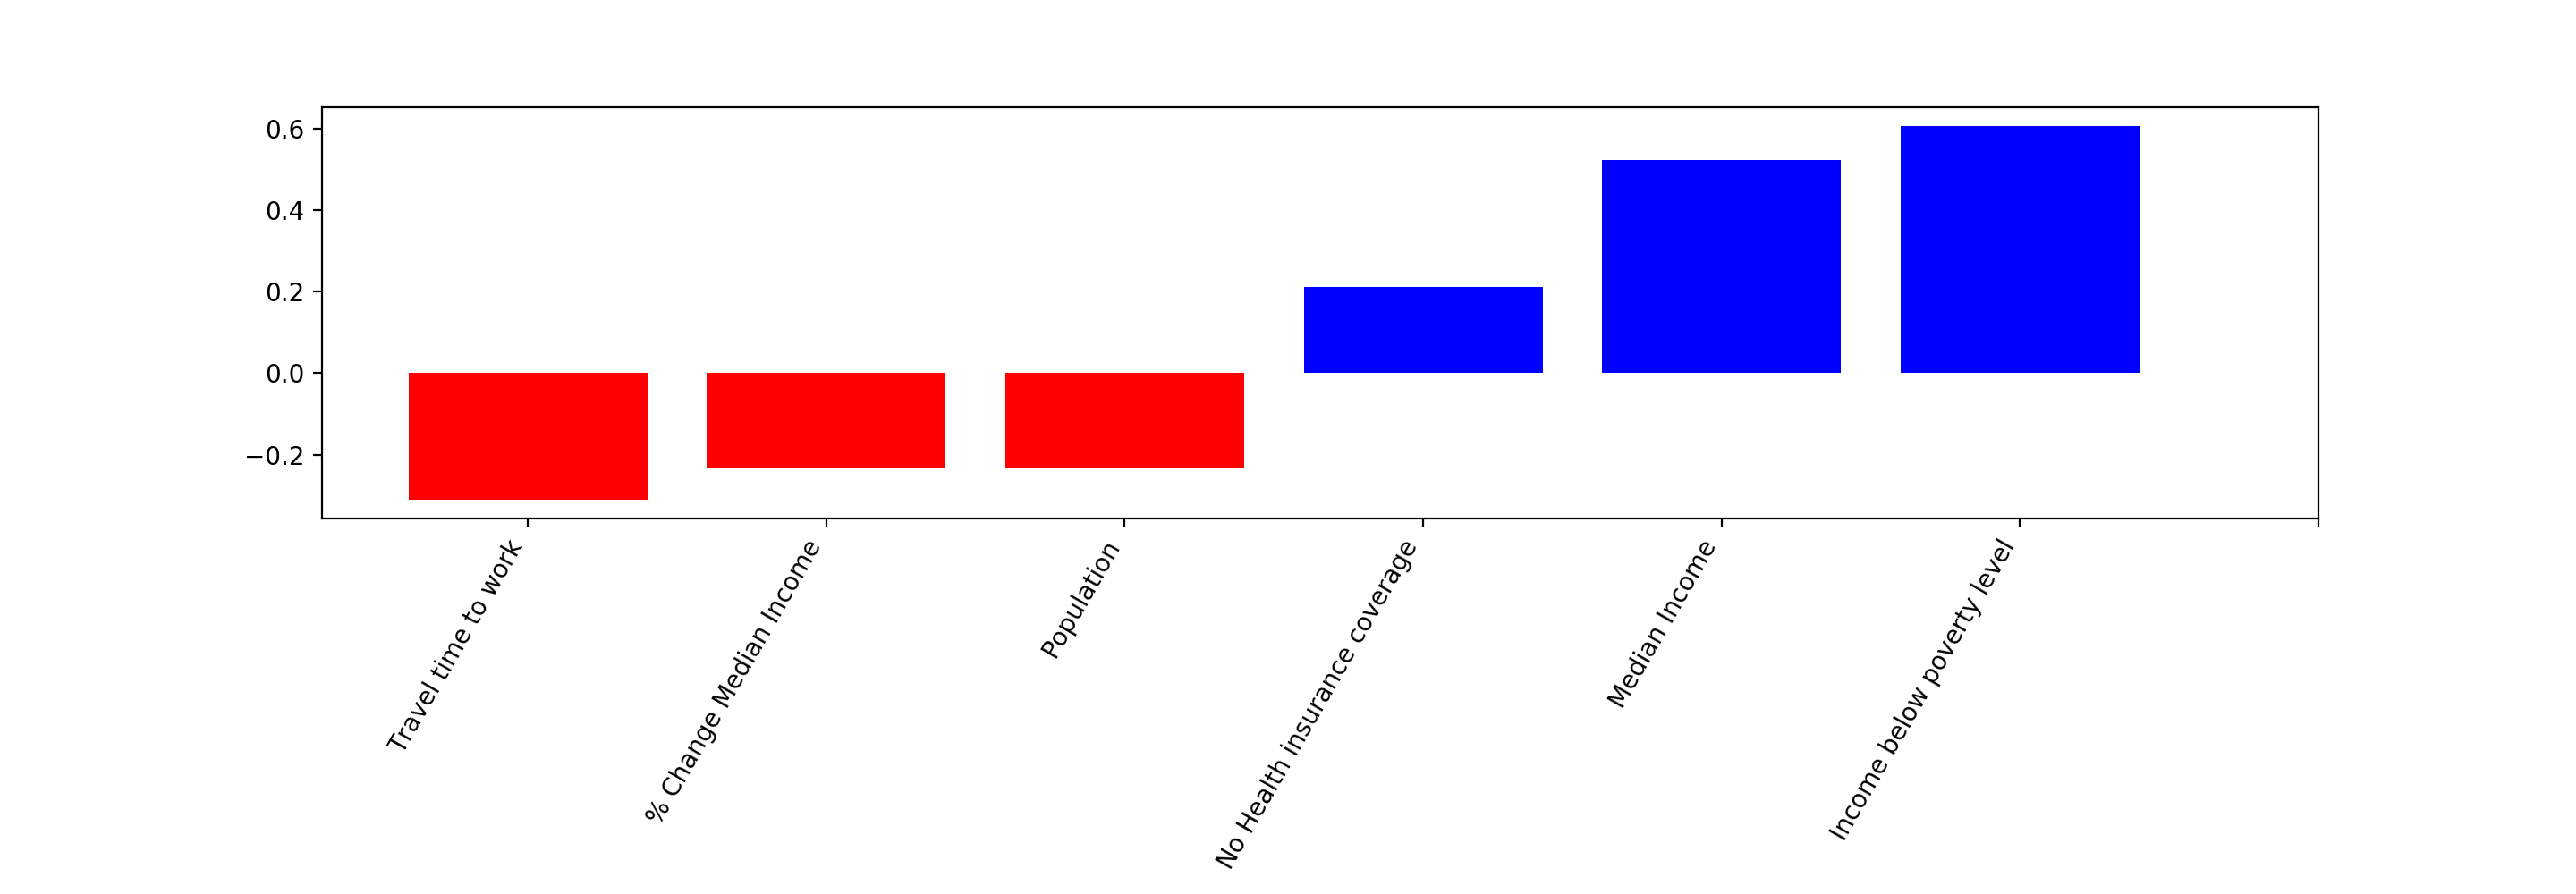 0.6
0.4
0.2
0.0
−0.2
Travel time to work
% Change Median Income
Population
No Health insurance coverage
Median Income
Income below poverty level